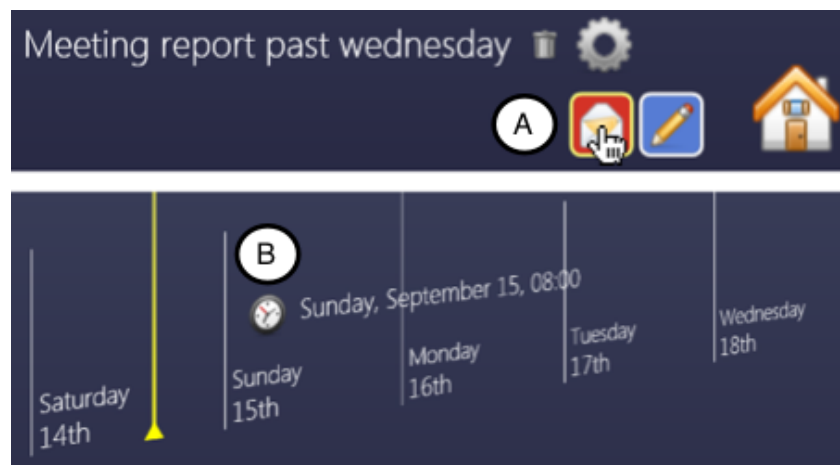 Meeting report past wednesday
A
B
Sunday, September 15, 08:00
Saturday
14th
Sunday
15th
Monday
16th
Tuesday
17th
Wednesday
18th